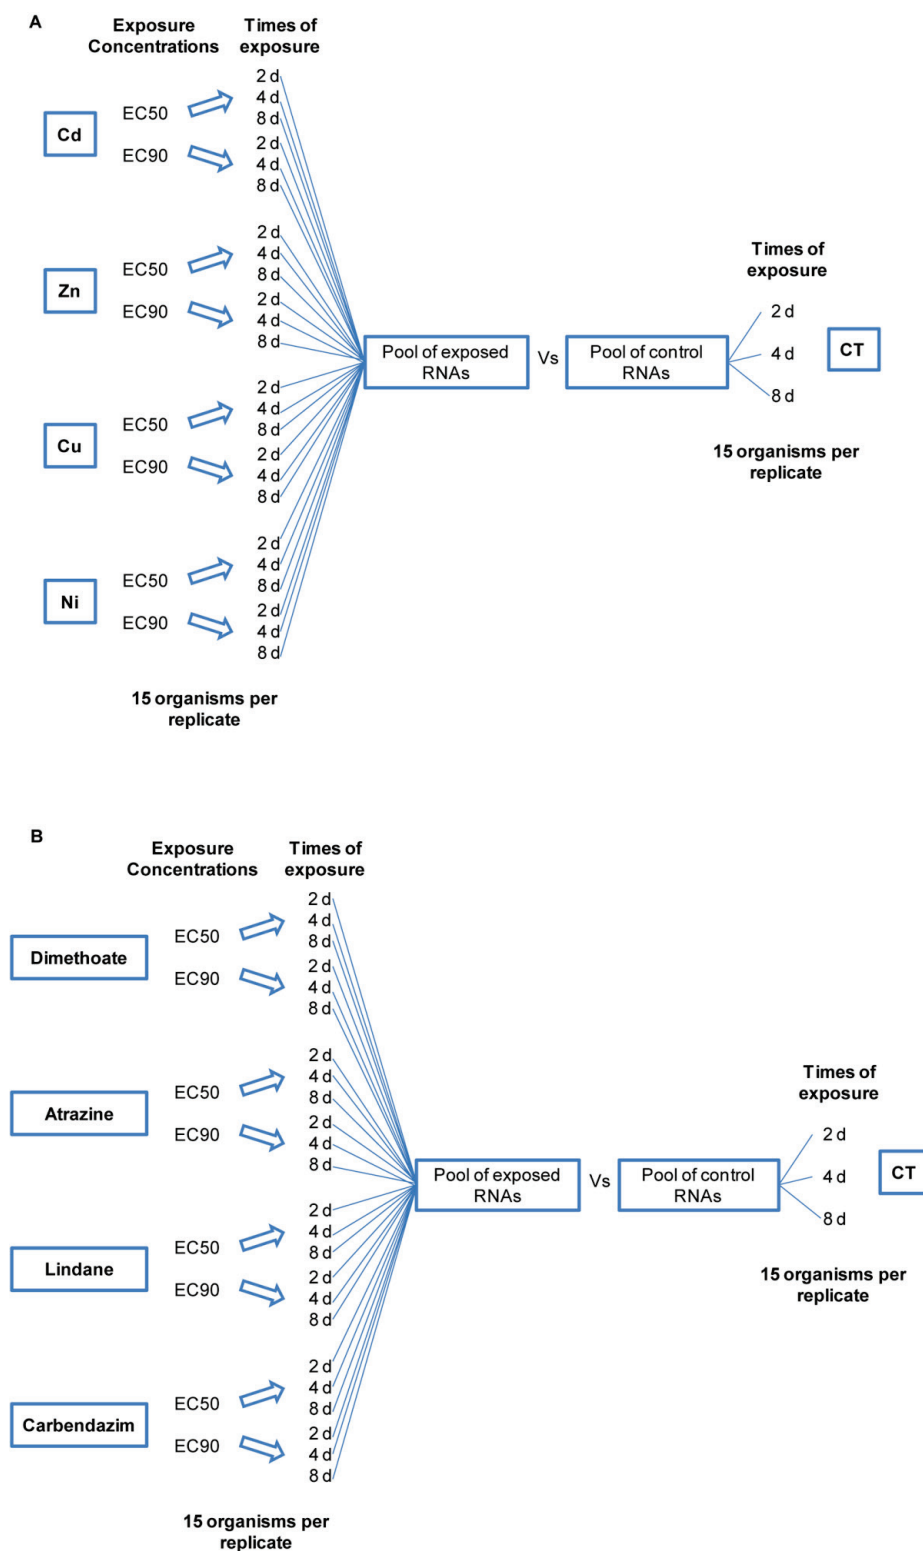 A
Exposure
Concentrations
Times of
exposure
Cd
EC50
EC90
2 d
4 d
8 d
2 d
4 d
8 d
Zn
EC50
EC90
2 d
4 d
8 d
2 d
4 d
8 d
Cu
EC50
EC90
2 d
4 d
8 d
2 d
4 d
8 d
Ni
EC50
EC90
2 d
4 d
8 d
2 d
4 d
8 d
15 organisms per
replicate
Pool of exposed
RNAs
Vs
Pool of control
RNAs
Times of
exposure
2 d
4 d
8 d
CT
15 organisms per
replicate
B
Exposure
Concentrations
Times of
exposure
Dimethoate
EC50
EC90
2 d
4 d
8 d
2 d
4 d
8 d
Atrazine
EC50
EC90
2 d
4 d
8 d
2 d
4 d
8 d
Lindane
EC50
EC90
2 d
4 d
8 d
2 d
4 d
8 d
Carbendazim
EC50
EC90
2 d
4 d
8 d
2 d
4 d
8 d
15 organisms per
replicate
Pool of exposed
RNAs
Vs
Pool of control
RNAs
Times of
exposure
2 d
4 d
8 d
CT
15 organisms per
replicate